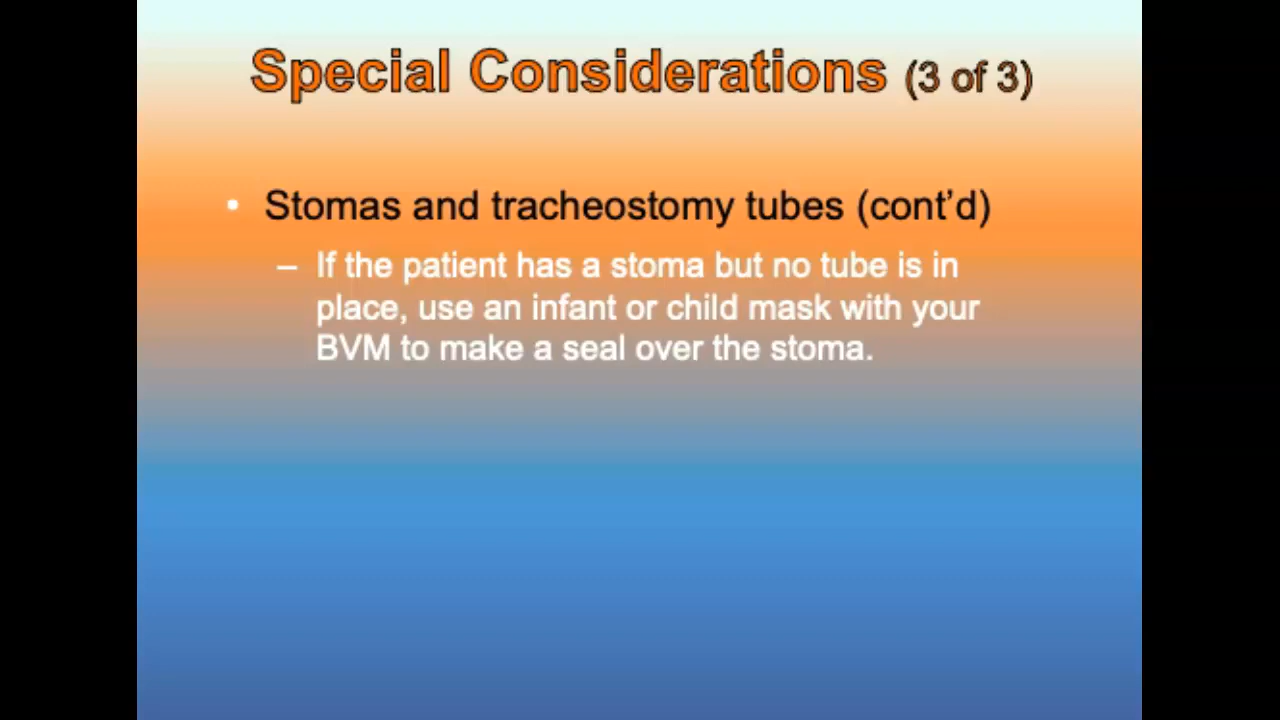 Special Considerations (3 of 3)
• Stomas and tracheostomy tubes (cont’d)
– If the patient has a stoma but no tube is in
place, use an infant or child mask with your
BVM to make a seal over the stoma.